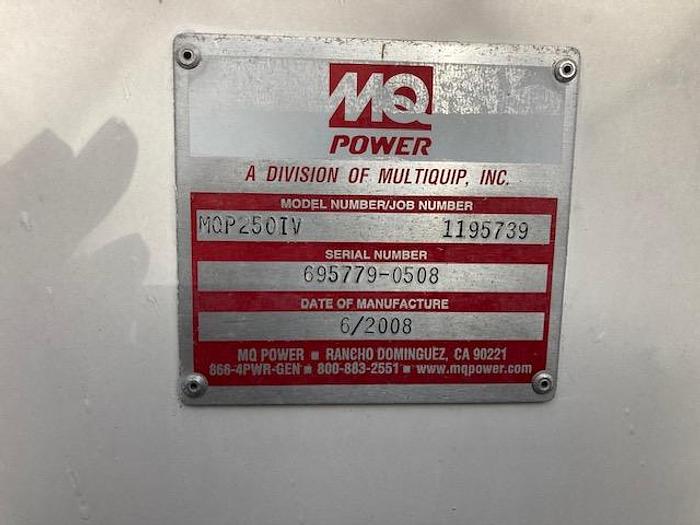 MQ
POWER
A DIVISION OF MULTIQUIP, INC.
MODEL NUMBER/JOB NUMBER
MQP250IV 1195739
SERIAL NUMBER
695779-0508
DATE OF MANUFACTURE
6/2008
MQ POWER ■ RANCHO DOMINGUEZ, CA 90221
866-4PWR-GEN ■ 800-883-2551 ■ www.mqpower.com